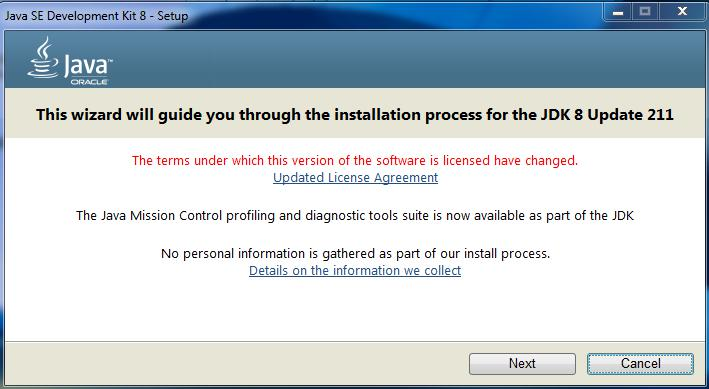 Java SE Development Kit 8 - Setup
Java™
ORACLE
This wizard will guide you through the installation process for the JDK 8 Update 211
The terms under which this version of the software is licensed have changed.
Updated License Agreement
The Java Mission Control profiling and diagnostic tools suite is now available as part of the JDK
No personal information is gathered as part of our install process.
Details on the information we collect
Next Cancel